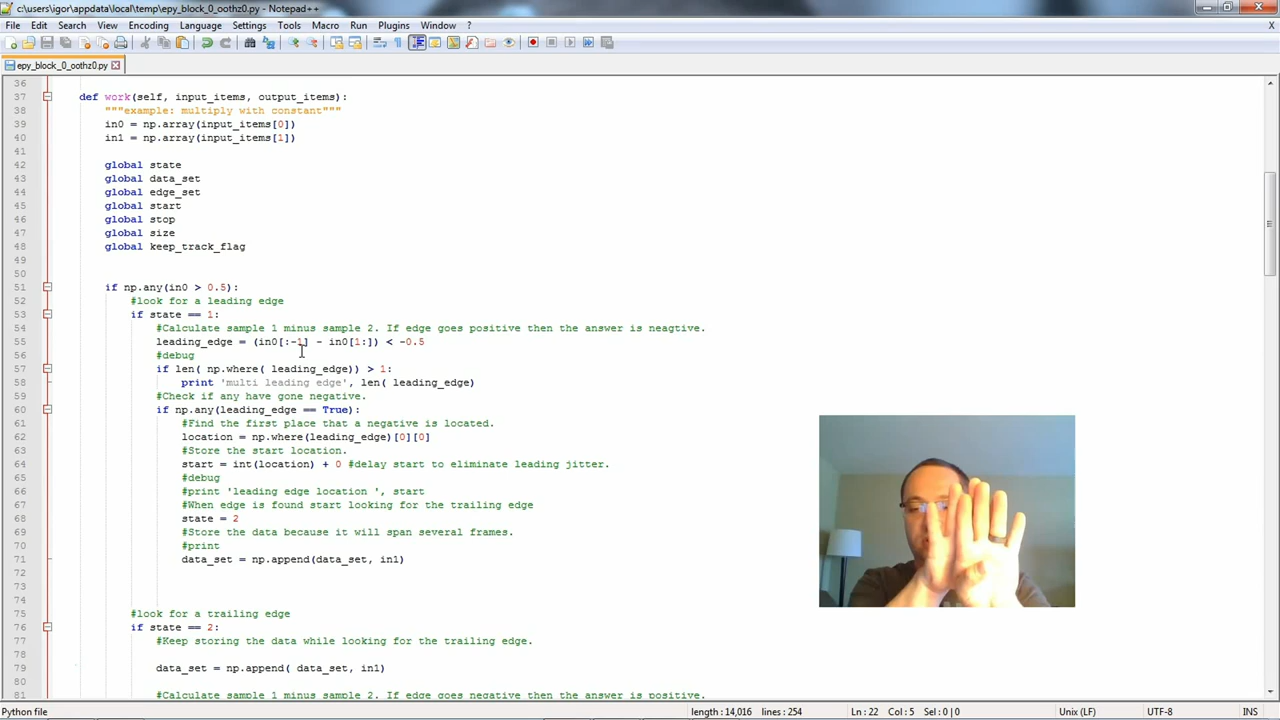 c:\users\igor\appdata\local\temp\epy_block_0_oothz0.py - Notepad++
File Edit Search View Encoding Language Settings Tools Macro Run Plugins Window ? X
epy_block_0_oothz0.py
36
37 def work(self, input_items, output_items):
38 """example: multiply with constant"""
39 in0 = np.array(input_items[0])
40 in1 = np.array(input_items[1])
41
42 global state
43 global data_set
44 global edge_set
45 global start
46 global stop
47 global size
48 global keep_track_flag
49
50
51 if np.any(in0 > 0.5):
52 #look for a leading edge
53 if state == 1:
54 #Calculate sample 1 minus sample 2. If edge goes positive then the answer is neagtive.
55 leading_edge = (in0[:-1] - in0[1:]) < -0.5
56 #debug
57 if len( np.where( leading_edge)) > 1:
58 print 'multi leading edge', len( leading_edge)
59 #Check if any have gone negative.
60 if np.any(leading_edge == True):
61 #Find the first place that a negative is located.
62 location = np.where(leading_edge)[0][0]
63 #Store the start location.
64 start = int(location) + 0 #delay start to eliminate leading jitter.
65 #debug
66 #print 'leading edge location ', start
67 #When edge is found start looking for the trailing edge
68 state = 2
69 #Store the data because it will span several frames.
70 #print
71 data_set = np.append(data_set, in1)
72
73
74
75 #look for a trailing edge
76 if state == 2:
77 #Keep storing the data while looking for the trailing edge.
78
79 data_set = np.append( data_set, in1)
80
81 #Calculate sample 1 minus sample 2. If edge goes negative then the answer is positive.
Python file length : 14,016 lines : 254 Ln : 22 Col : 5 Sel : 0 | 0 Unix (LF) UTF-8 INS